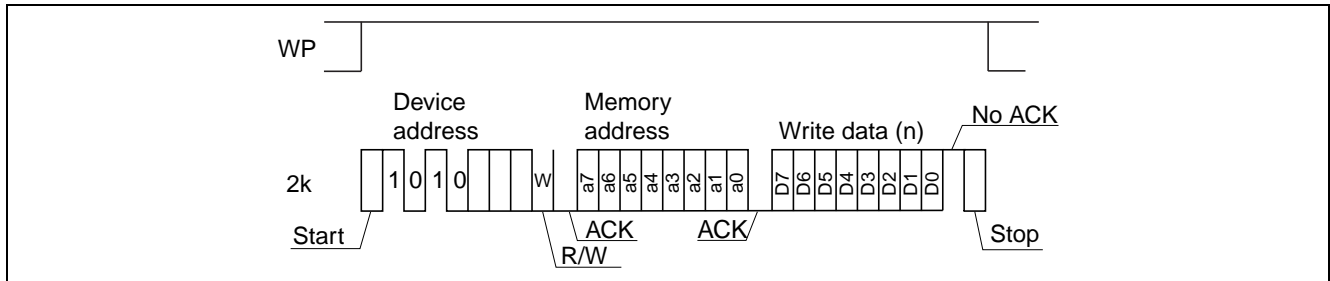 WP
Device address
Memory address
Write data (n)
No ACK
2k
1 0 1 0
W
a7 a6 a5 a4 a3 a2 a1 a0
D7 D6 D5 D4 D3 D2 D1 D0
Start
ACK
R/W
ACK
Stop